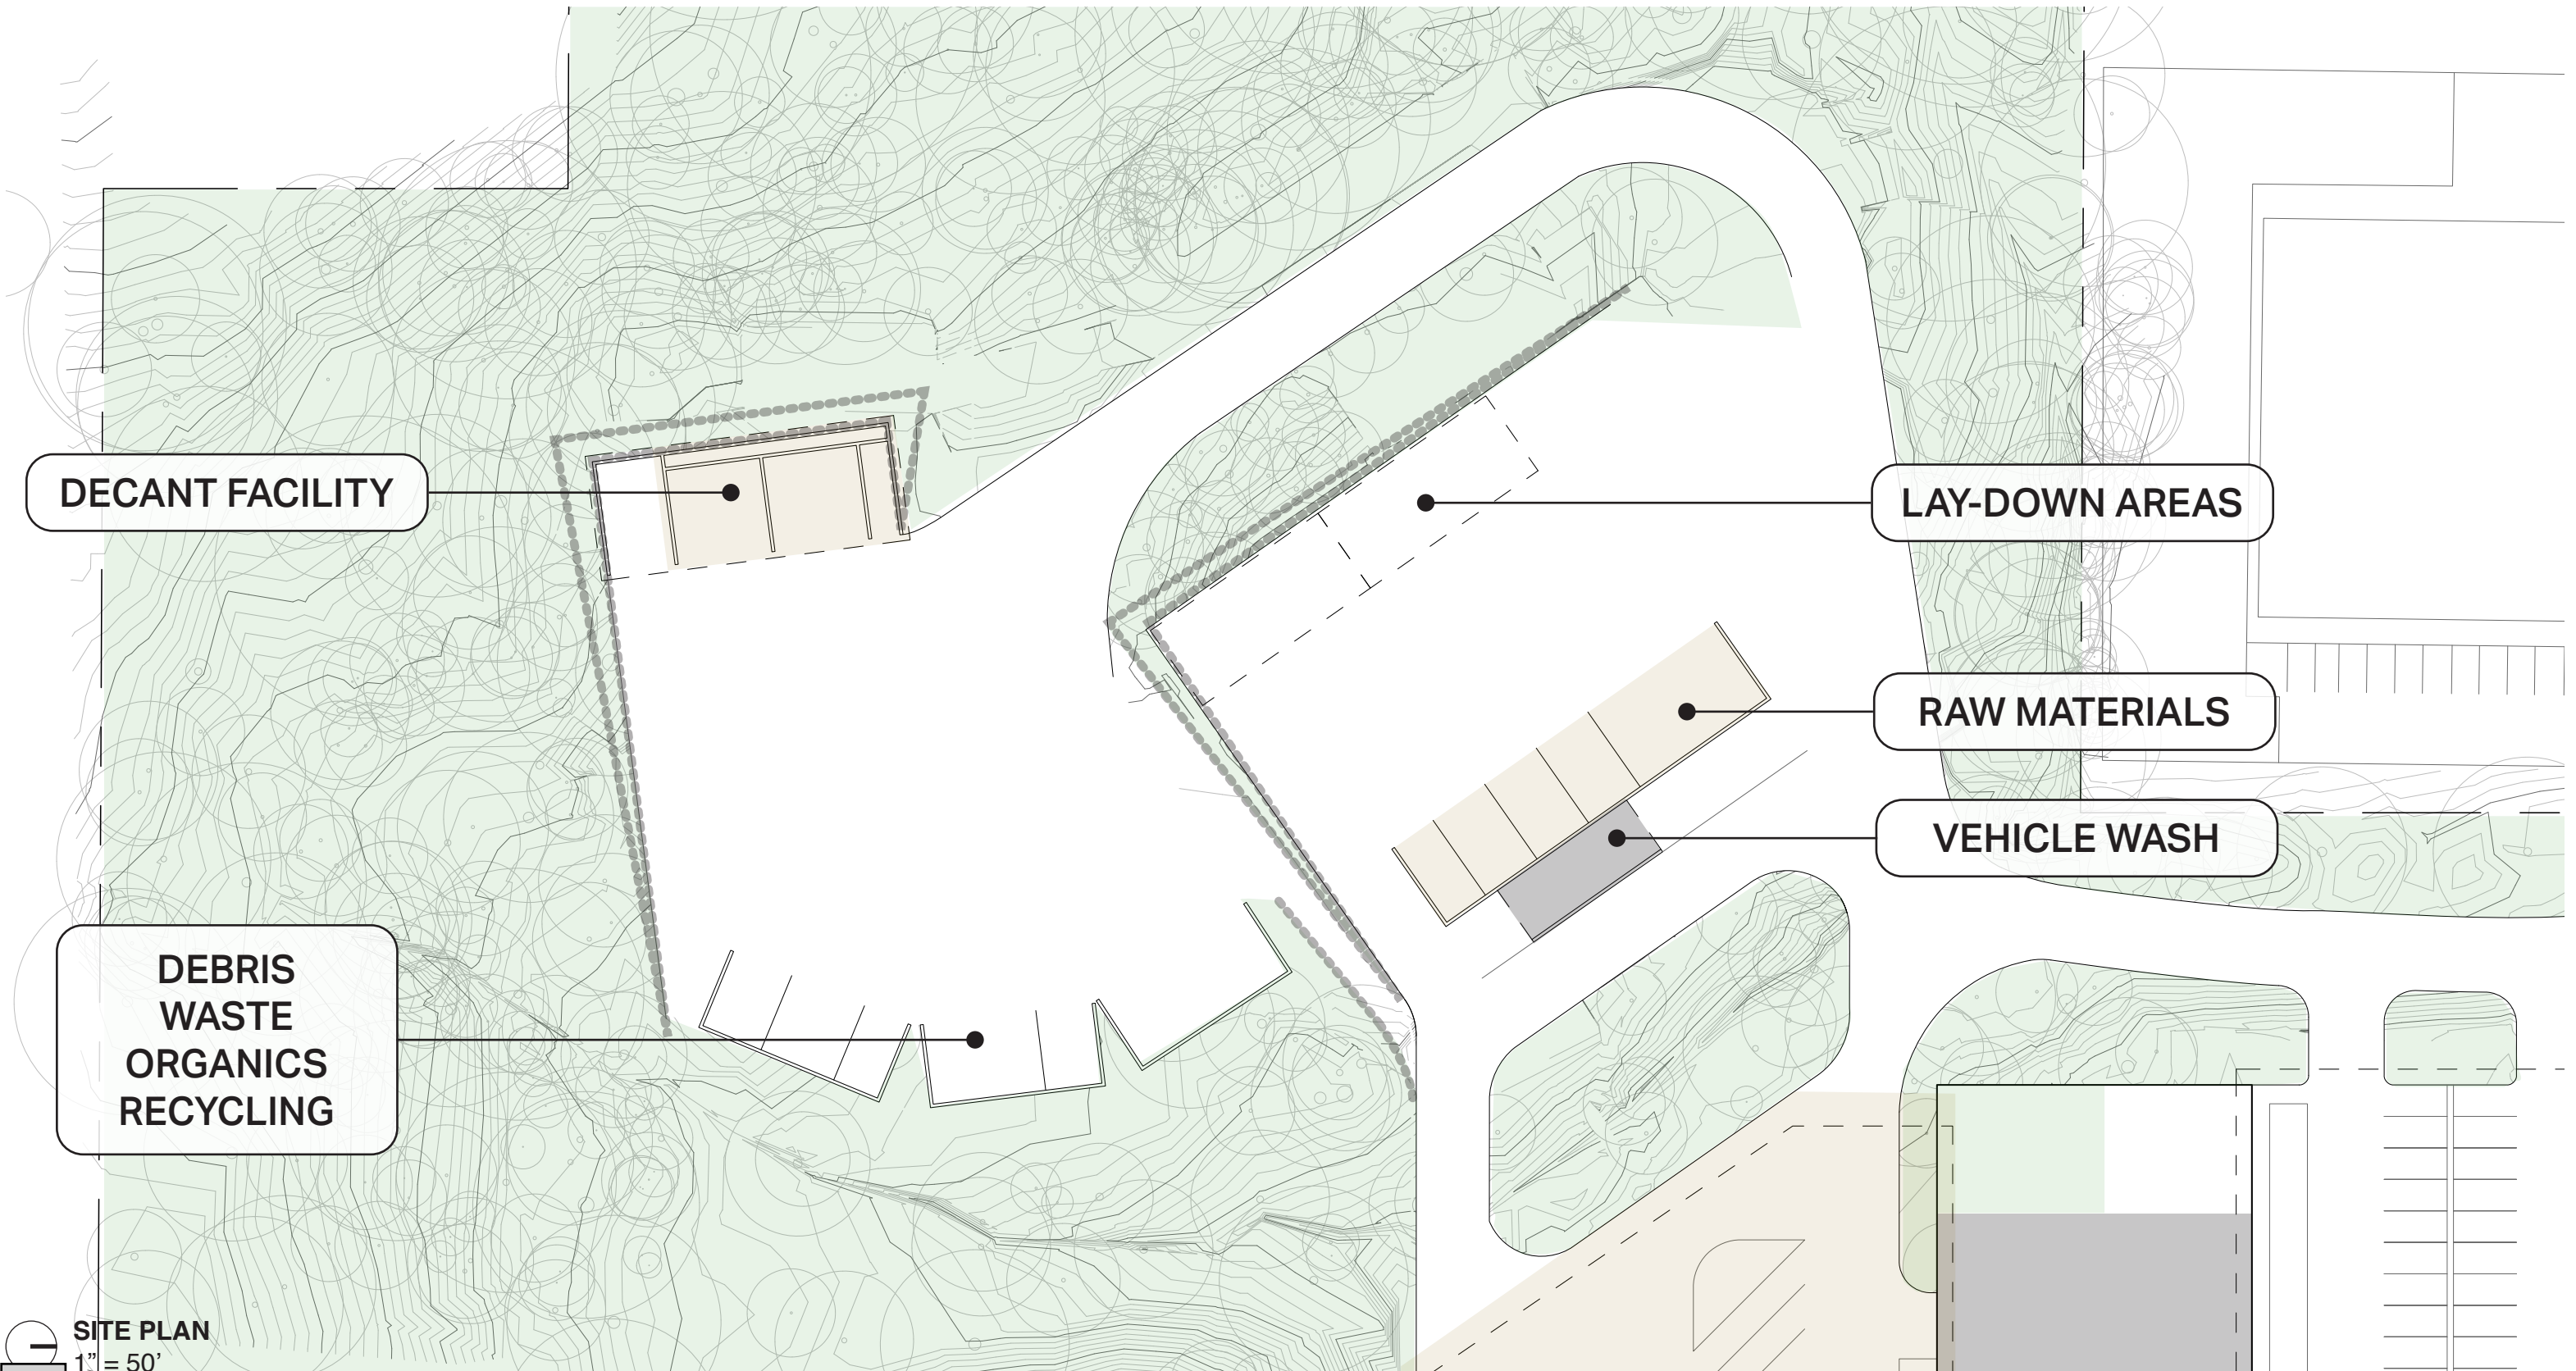 DECANT FACILITY
LAY-DOWN AREAS
RAW MATERIALS
VEHICLE WASH
DEBRIS
WASTE
ORGANICS
RECYCLING
SITE PLAN
1” = 50’